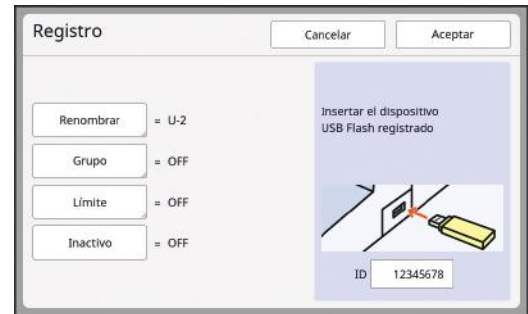 Registro
Cancelar
Aceptar
Renombrar = U-2
Grupo = OFF
Límite = OFF
Inactivo = OFF
Insertar el dispositivo
USB Flash registrado
ID 12345678